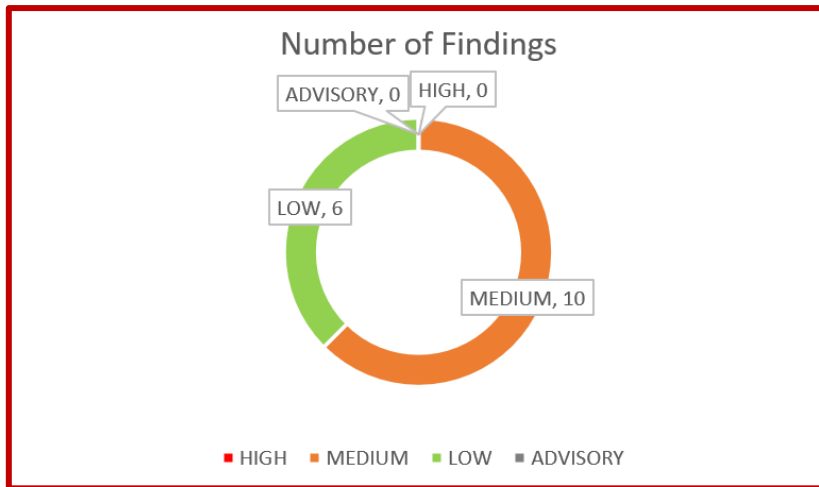 Number of Findings
ADVISORY, 0
HIGH, 0
LOW, 6
MEDIUM, 10
HIGH MEDIUM LOW ADVISORY